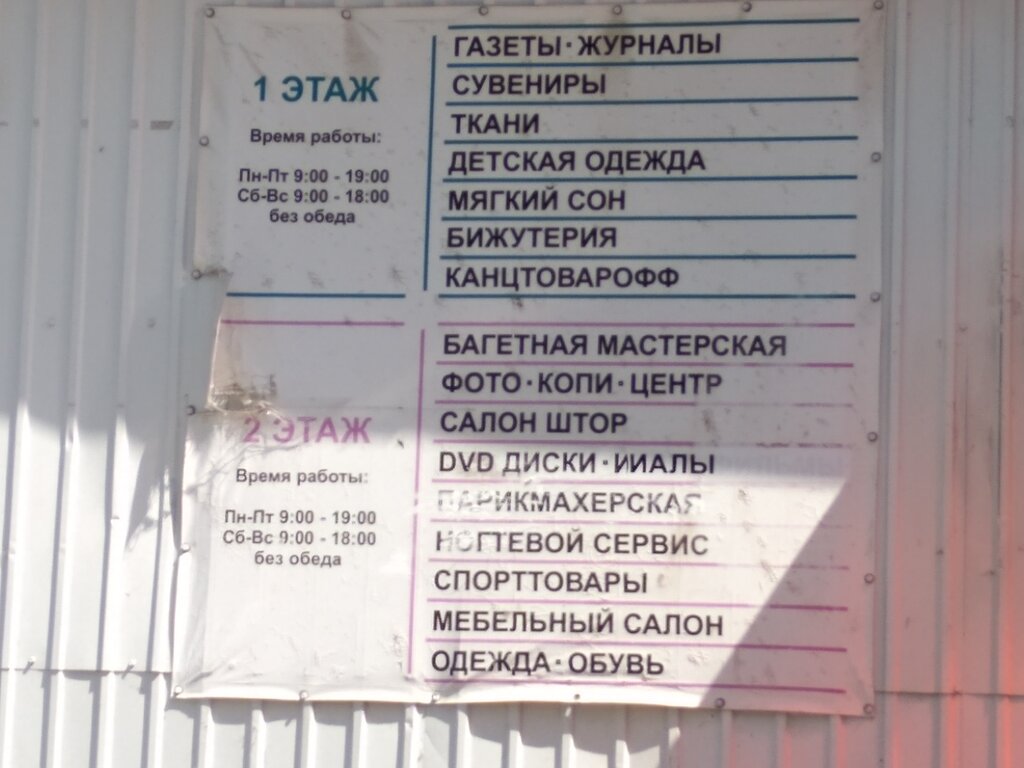 1 ЭТАЖ
Время работы:
Пн-Пт 9:00 - 19:00
Сб-Вс 9:00 - 18:00
без обеда
ГАЗЕТЫ·ЖУРНАЛЫ
СУВЕНИРЫ
ТКАНИ
ДЕТСКАЯ ОДЕЖДА
МЯГКИЙ СОН
БИЖУТЕРИЯ
КАНЦТОВАРОФФ
2 ЭТАЖ
Время работы:
Пн-Пт 9:00 - 19:00
Сб-Вс 9:00 - 18:00
без обеда
БАГЕТНАЯ МАСТЕРСКАЯ
ФОТО·КОПИ·ЦЕНТР
САЛОН ШТОР
DVD ДИСКИ·ИИАЛЫ
ПАРИКМАХЕРСКАЯ
НОГТЕВОЙ СЕРВИС
СПОРТТОВАРЫ
МЕБЕЛЬНЫЙ САЛОН
ОДЕЖДА·ОБУВЬ